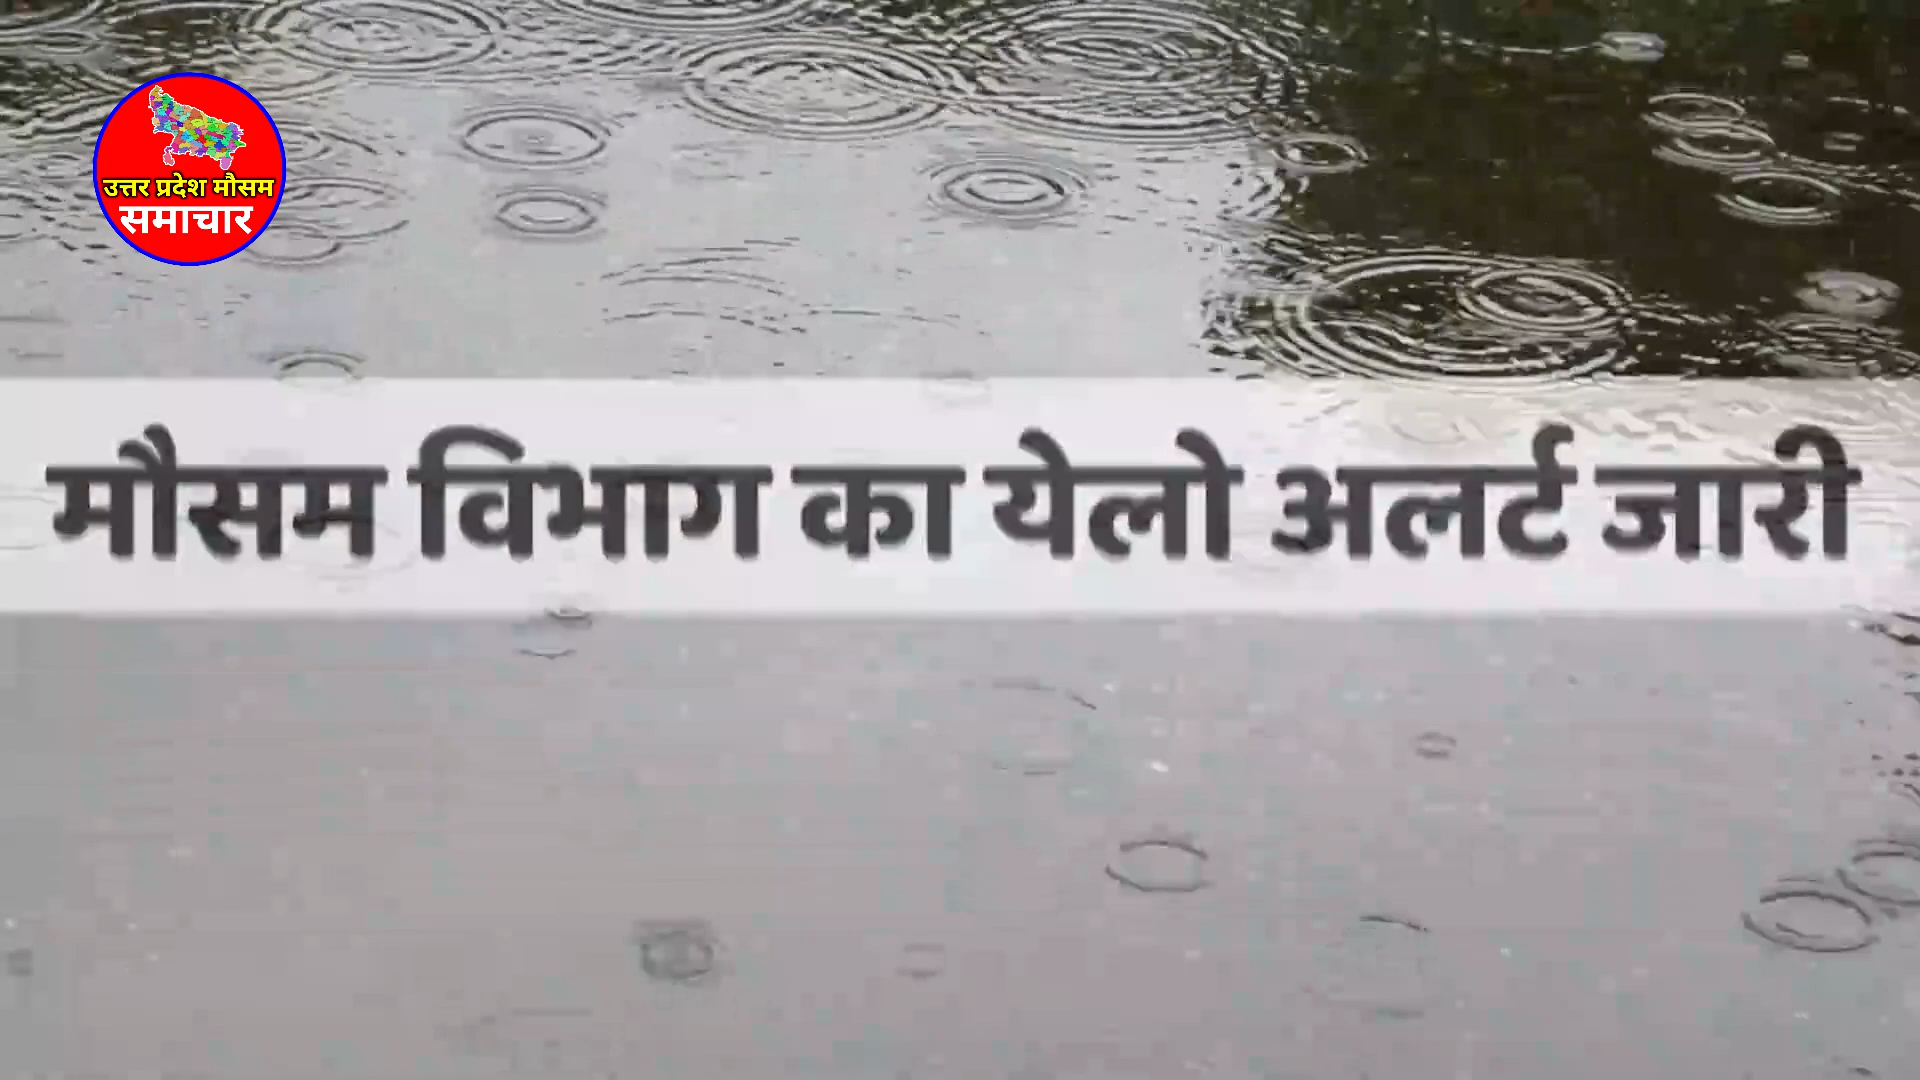 उत्तर प्रदेश मौसम
समाचार
मौसम विभाग का येलो अलर्ट जारी